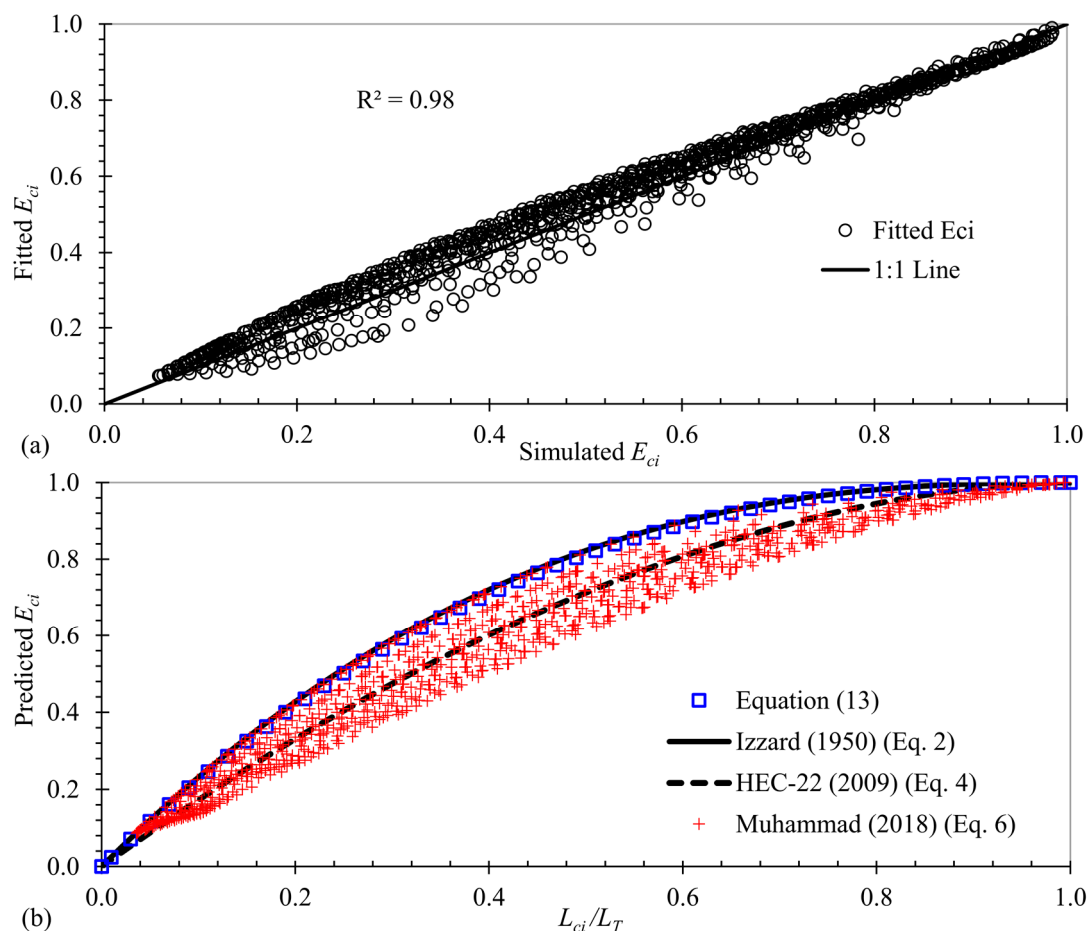 1.0
0.8
R² = 0.98
0.6
Fitted E_ci
0.4
Fitted Eci
1:1 Line
0.2
0.0
(a)
0.0 0.2 0.4 0.6 0.8 1.0
Simulated E_ci
1.0
0.8
0.6
Predicted E_ci
0.4
0.2
0.0
Equation (13)
Izzard (1950) (Eq. 2)
HEC-22 (2009) (Eq. 4)
Muhammad (2018) (Eq. 6)
0.0 0.2 0.4 0.6 0.8 1.0
(b)
L_ci/L_T